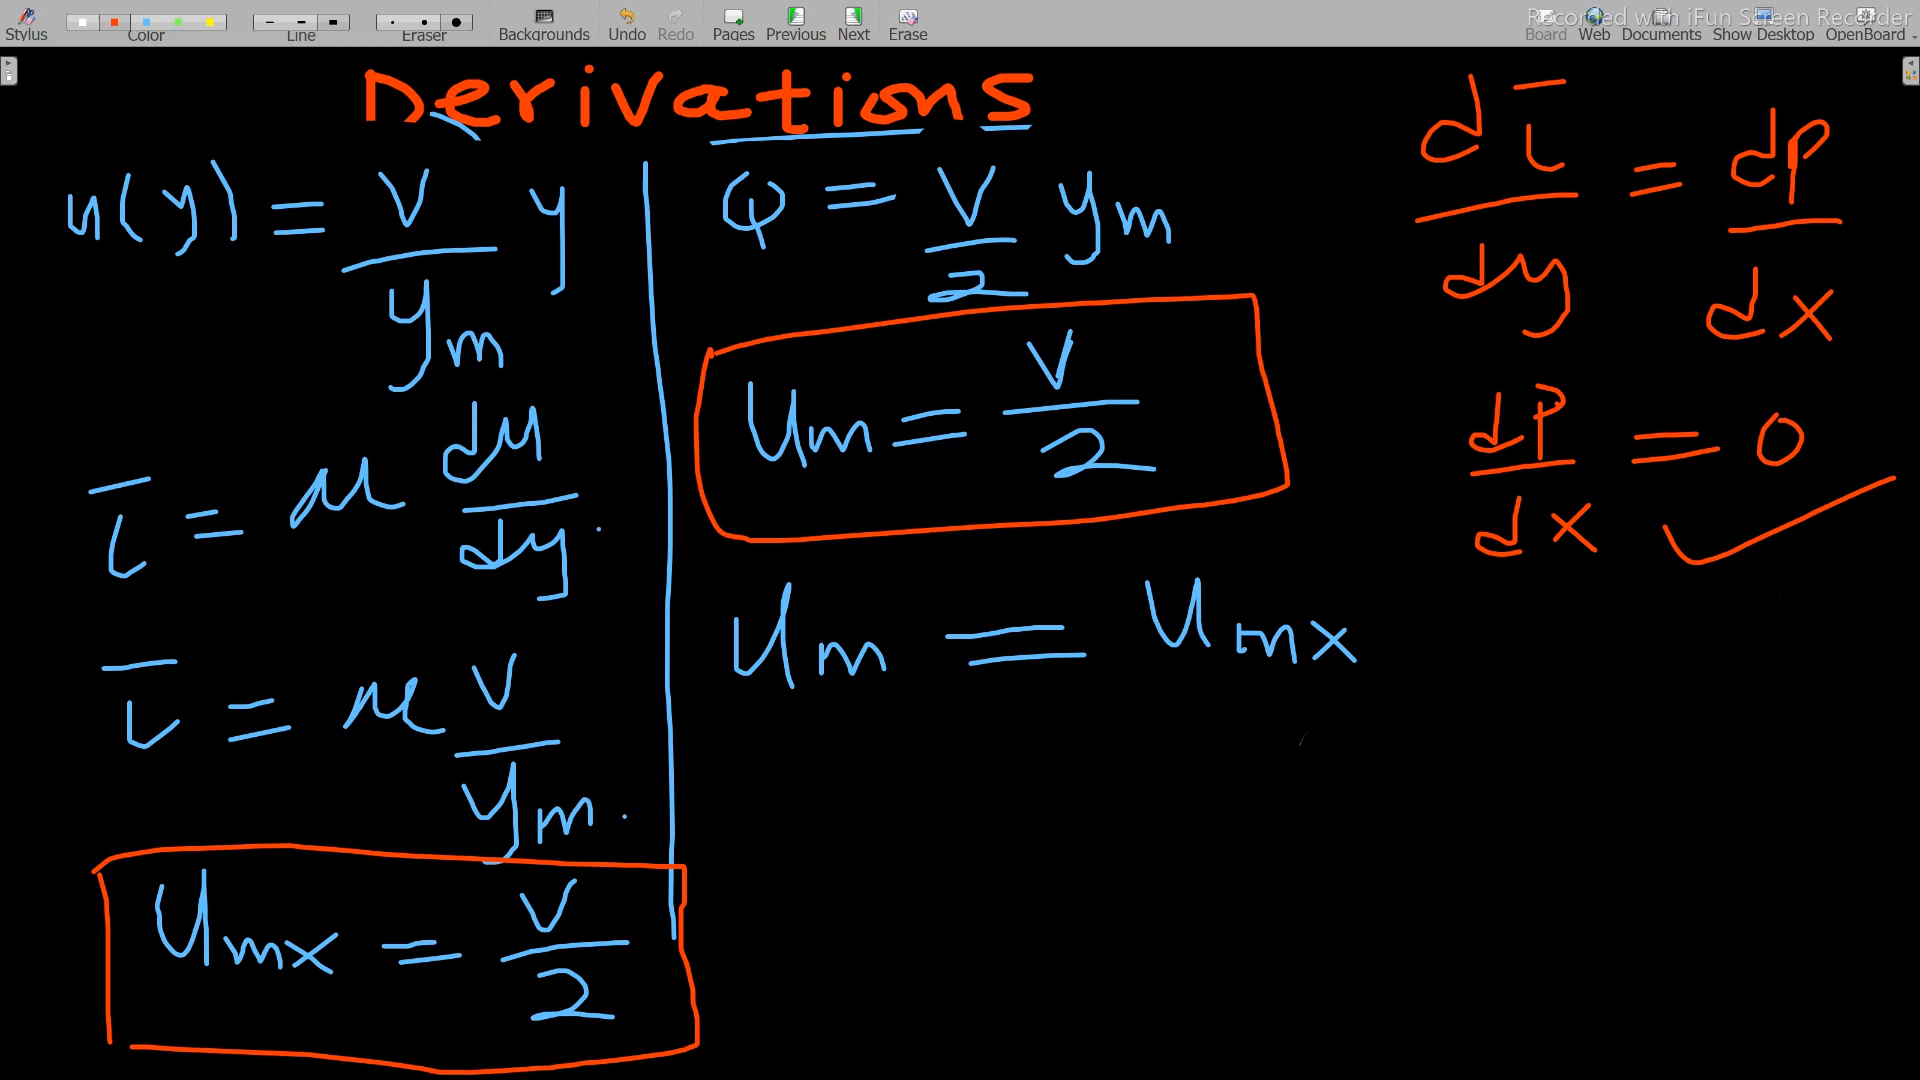 Recorded with iFun Screen Recorder
Stylus Color Line Eraser Backgrounds Undo Redo Pages Previous Next Erase Board Web Documents Show Desktop OpenBoard
Derivations
u(y) = V/ym y
τ = μ du/dy
τ = μ V/ym
umx = V/2
Q = V/2 ym
um = V/2
um = umx
dτ/dy = dp/dx
dP/dx = 0 ✓